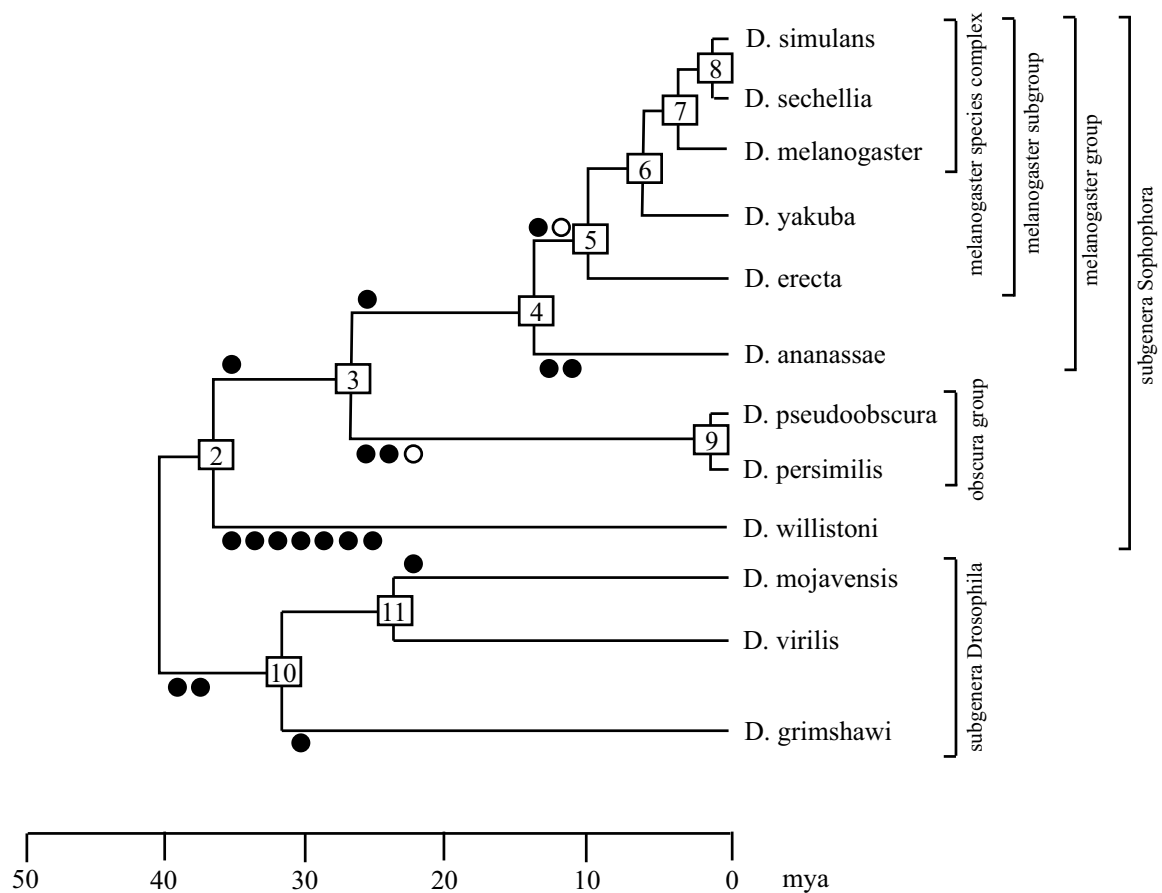 D. simulans
8
D. sechellia
7
D. melanogaster
6
D. yakuba
5
D. erecta
4
D. ananassae
3
D. pseudoobscura
9
D. persimilis
2
D. willistoni
D. mojavensis
11
D. virilis
10
D. grimshawi
melanogaster species complex
melanogaster subgroup
melanogaster group
subgenera Sophophora
obscura group
subgenera Drosophila
50 40 30 20 10 0 mya